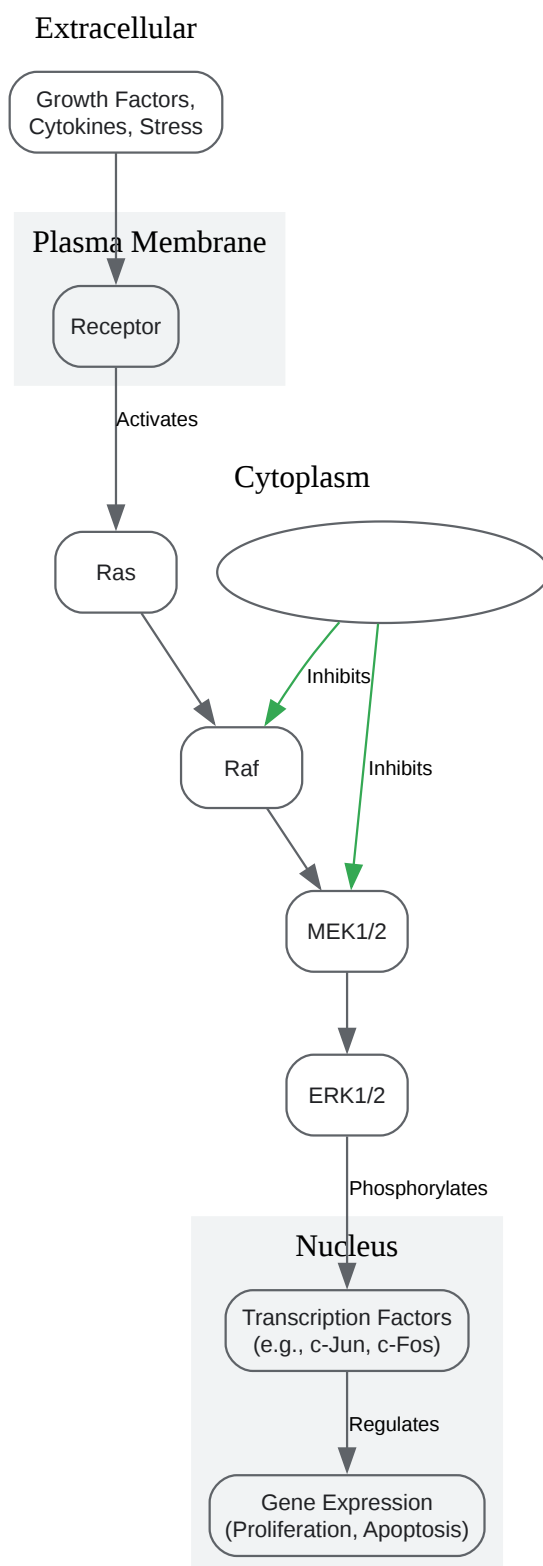 Extracellular
Growth Factors,
Cytokines, Stress
Plasma Membrane
Receptor
Activates
Cytoplasm
Ras
Inhibits
Raf
Inhibits
MEK1/2
ERK1/2
Phosphorylates
Nucleus
Transcription Factors
(e.g., c-Jun, c-Fos)
Regulates
Gene Expression
(Proliferation, Apoptosis)